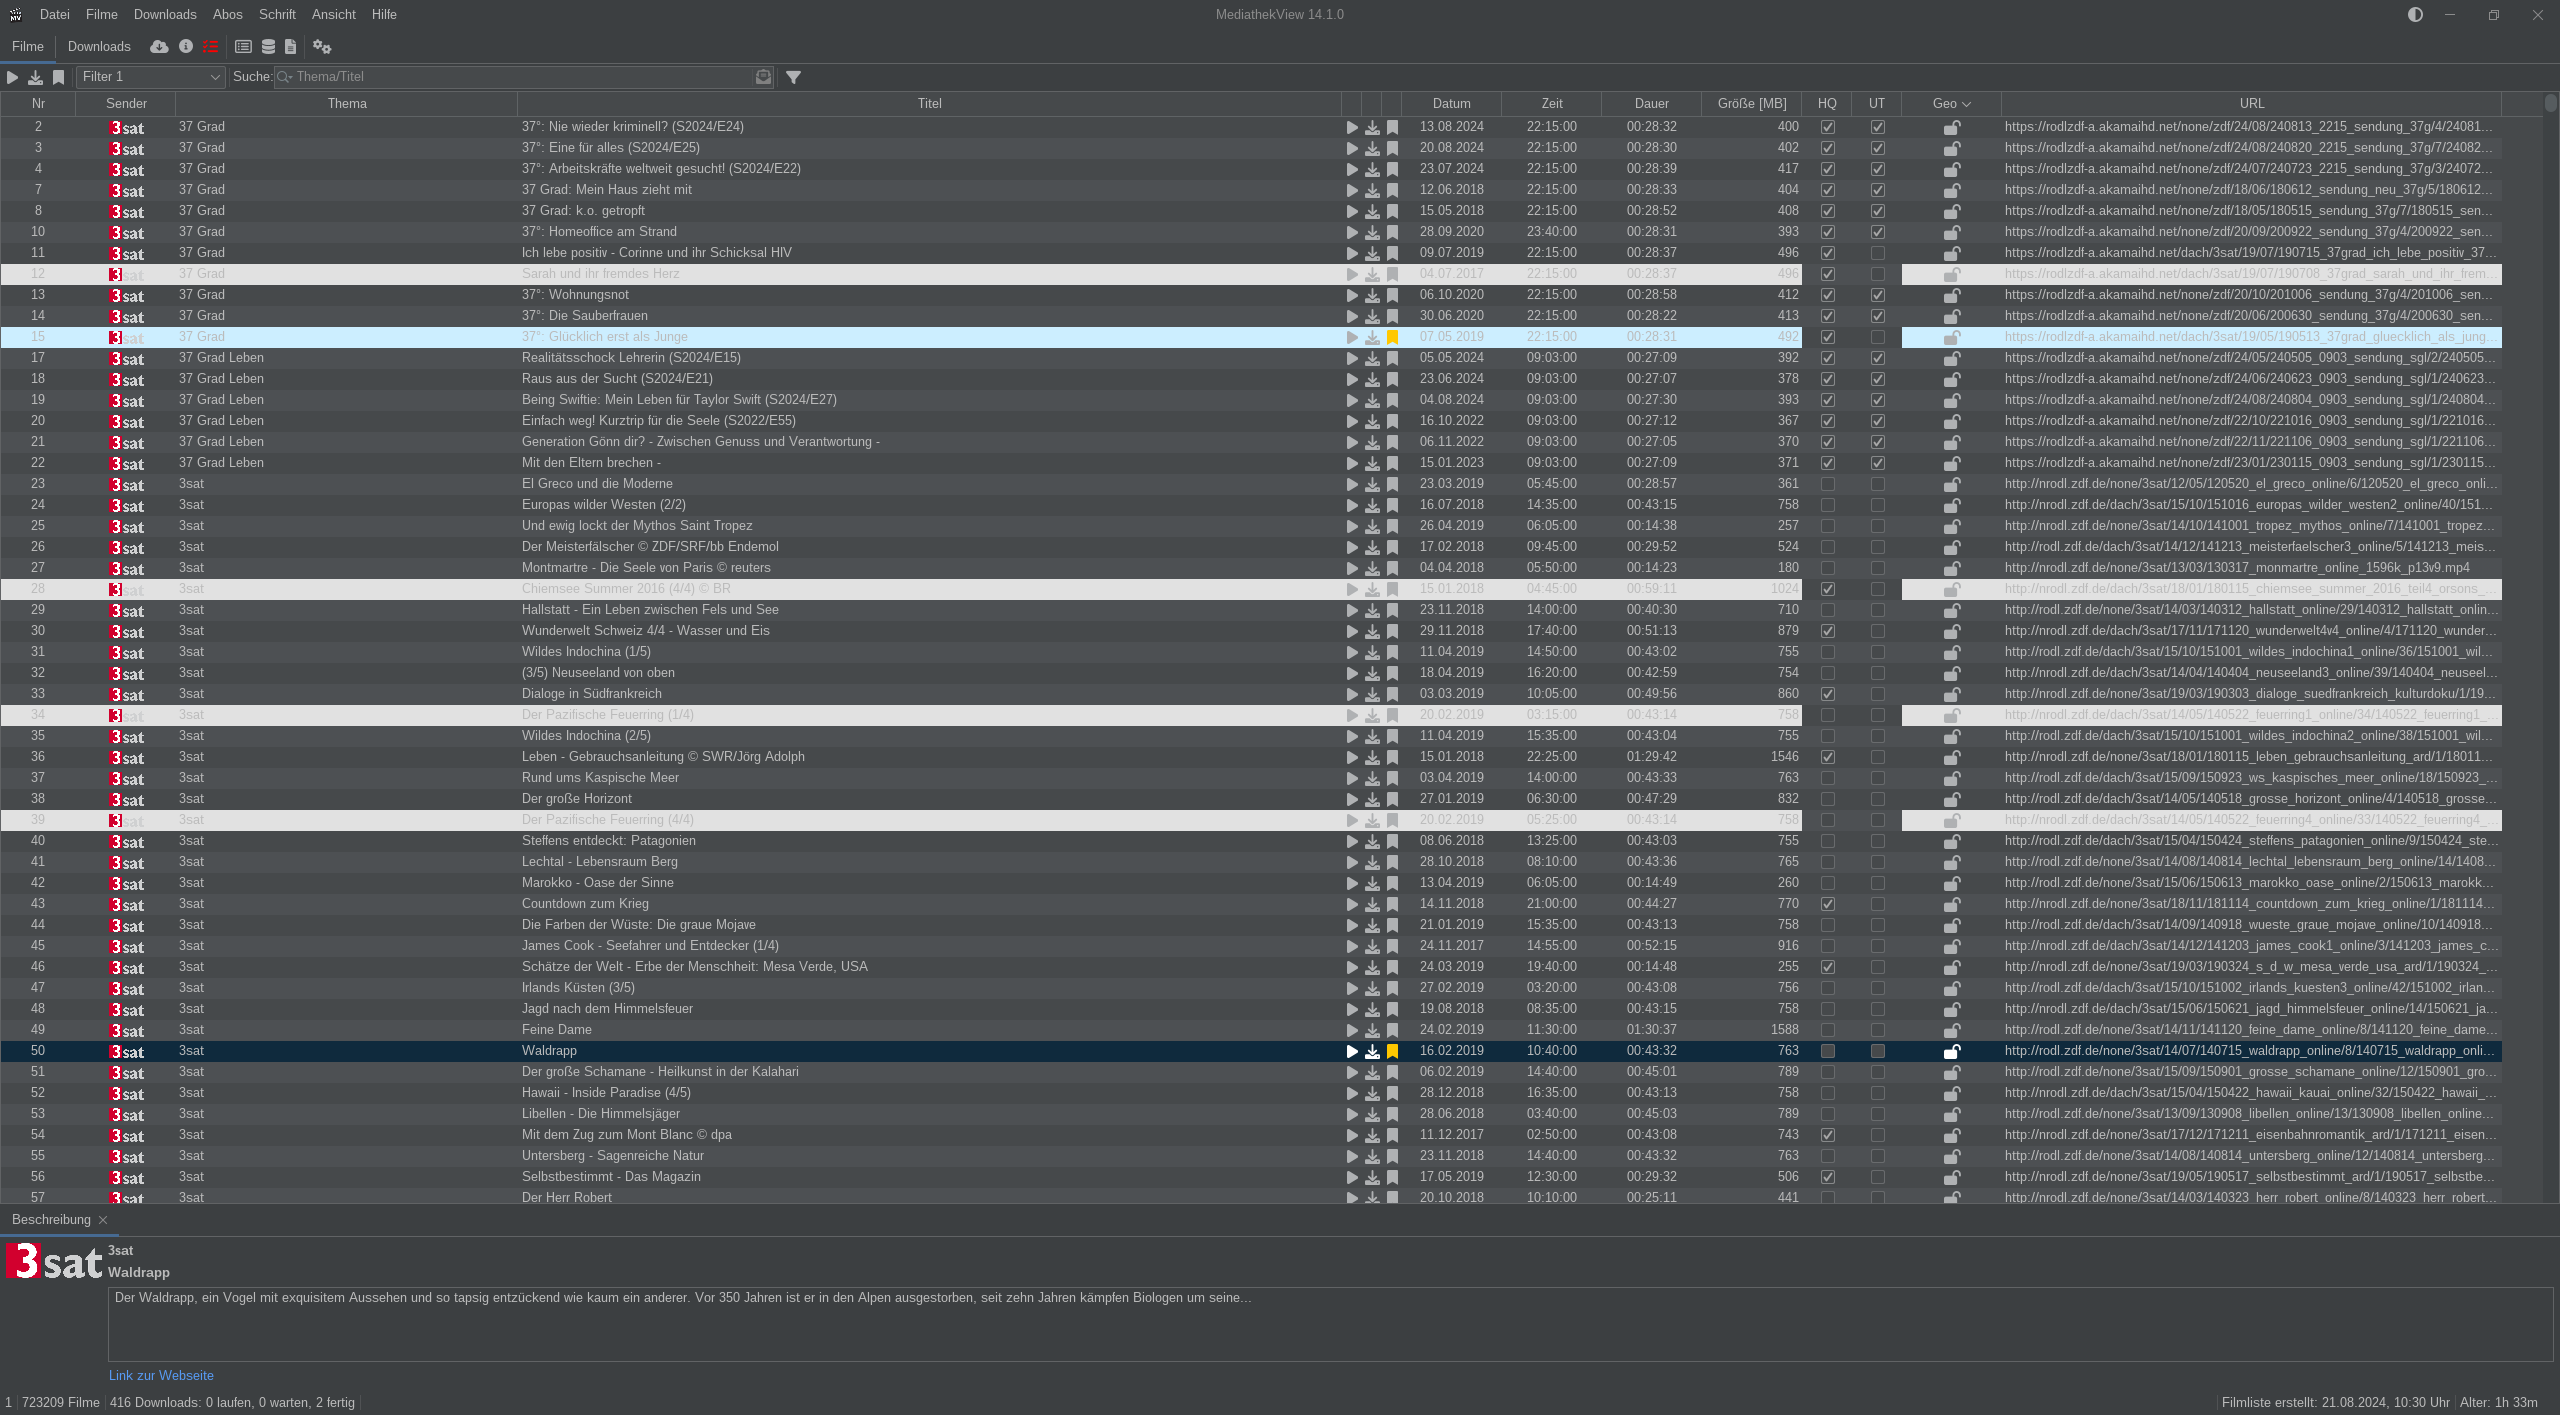 Datei Filme Downloads Abos Schrift Ansicht Hilfe MediathekView 14.1.0
Filme Downloads
Filter 1 Suche: Thema/Titel
Nr Sender Thema Titel Datum Zeit Dauer Größe [MB] HQ UT Geo URL
2 3sat 37 Grad 37°: Nie wieder kriminell? (S2024/E24) 13.08.2024 22:15:00 00:28:32 400 https://rodlzdf-a.akamaihd.net/none/zdf/24/08/240813_2215_sendung_37g/4/24081...
3 3sat 37 Grad 37°: Eine für alles (S2024/E25) 20.08.2024 22:15:00 00:28:30 402 https://rodlzdf-a.akamaihd.net/none/zdf/24/08/240820_2215_sendung_37g/7/24082...
4 3sat 37 Grad 37°: Arbeitskräfte weltweit gesucht! (S2024/E22) 23.07.2024 22:15:00 00:28:39 417 https://rodlzdf-a.akamaihd.net/none/zdf/24/07/240723_2215_sendung_37g/3/24072...
7 3sat 37 Grad 37 Grad: Mein Haus zieht mit 12.06.2018 22:15:00 00:28:33 404 https://rodlzdf-a.akamaihd.net/none/zdf/18/06/180612_sendung_neu_37g/5/180612...
8 3sat 37 Grad 37 Grad: k.o. getropft 15.05.2018 22:15:00 00:28:52 408 https://rodlzdf-a.akamaihd.net/none/zdf/18/05/180515_sendung_37g/7/180515_sen...
10 3sat 37 Grad 37°: Homeoffice am Strand 28.09.2020 23:40:00 00:28:31 393 https://rodlzdf-a.akamaihd.net/none/zdf/20/09/200922_sendung_37g/4/200922_sen...
11 3sat 37 Grad Ich lebe positiv - Corinne und ihr Schicksal HIV 09.07.2019 22:15:00 00:28:37 496 https://rodlzdf-a.akamaihd.net/dach/3sat/19/07/190715_37grad_ich_lebe_positiv_37...
12 3sat 37 Grad Sarah und ihr fremdes Herz 04.07.2017 22:15:00 00:28:37 496 https://rodlzdf-a.akamaihd.net/dach/3sat/19/07/190708_37grad_sarah_und_ihr_frem...
13 3sat 37 Grad 37°: Wohnungsnot 06.10.2020 22:15:00 00:28:58 412 https://rodlzdf-a.akamaihd.net/none/zdf/20/10/201006_sendung_37g/4/201006_sen...
14 3sat 37 Grad 37°: Die Sauberfrauen 30.06.2020 22:15:00 00:28:22 413 https://rodlzdf-a.akamaihd.net/none/zdf/20/06/200630_sendung_37g/4/200630_sen...
15 3sat 37 Grad 37°: Glücklich erst als Junge 07.05.2019 22:15:00 00:28:31 492 https://rodlzdf-a.akamaihd.net/dach/3sat/19/05/190513_37grad_gluecklich_als_jung...
17 3sat 37 Grad Leben Realitätsschock Lehrerin (S2024/E15) 05.05.2024 09:03:00 00:27:09 392 https://rodlzdf-a.akamaihd.net/none/zdf/24/05/240505_0903_sendung_sgl/2/240505...
18 3sat 37 Grad Leben Raus aus der Sucht (S2024/E21) 23.06.2024 09:03:00 00:27:07 378 https://rodlzdf-a.akamaihd.net/none/zdf/24/06/240623_0903_sendung_sgl/1/240623...
19 3sat 37 Grad Leben Being Swiftie: Mein Leben für Taylor Swift (S2024/E27) 04.08.2024 09:03:00 00:27:30 393 https://rodlzdf-a.akamaihd.net/none/zdf/24/08/240804_0903_sendung_sgl/1/240804...
20 3sat 37 Grad Leben Einfach weg! Kurztrip für die Seele (S2022/E55) 16.10.2022 09:03:00 00:27:12 367 https://rodlzdf-a.akamaihd.net/none/zdf/22/10/221016_0903_sendung_sgl/1/221016...
21 3sat 37 Grad Leben Generation Gönn dir? - Zwischen Genuss und Verantwortung - 06.11.2022 09:03:00 00:27:05 370 https://rodlzdf-a.akamaihd.net/none/zdf/22/11/221106_0903_sendung_sgl/1/221106...
22 3sat 37 Grad Leben Mit den Eltern brechen - 15.01.2023 09:03:00 00:27:09 371 https://rodlzdf-a.akamaihd.net/none/zdf/23/01/230115_0903_sendung_sgl/1/230115...
23 3sat 3sat El Greco und die Moderne 23.03.2019 05:45:00 00:28:57 361 http://nrodl.zdf.de/none/3sat/12/05/120520_el_greco_online/6/120520_el_greco_onli...
24 3sat 3sat Europas wilder Westen (2/2) 16.07.2018 14:35:00 00:43:15 758 http://nrodl.zdf.de/dach/3sat/15/10/151016_europas_wilder_westen2_online/40/151...
25 3sat 3sat Und ewig lockt der Mythos Saint Tropez 26.04.2019 06:05:00 00:14:38 257 http://nrodl.zdf.de/none/3sat/14/10/141001_tropez_mythos_online/7/141001_tropez...
26 3sat 3sat Der Meisterfälscher © ZDF/SRF/bb Endemol 17.02.2018 09:45:00 00:29:52 524 http://rodl.zdf.de/dach/3sat/14/12/141213_meisterfaelscher3_online/5/141213_meis...
27 3sat 3sat Montmartre - Die Seele von Paris © reuters 04.04.2018 05:50:00 00:14:23 180 http://rodl.zdf.de/none/3sat/13/03/130317_monmartre_online_1596k_p13v9.mp4
28 3sat 3sat Chiemsee Summer 2016 (4/4) © BR 15.01.2018 04:45:00 00:59:11 1024 http://rodl.zdf.de/dach/3sat/18/01/180115_chiemsee_summer_2016_teil4_orsons_...
29 3sat 3sat Hallstatt - Ein Leben zwischen Fels und See 23.11.2018 14:00:00 00:40:30 710 http://rodl.zdf.de/none/3sat/14/03/140312_hallstatt_online/29/140312_hallstatt_onlin...
30 3sat 3sat Wunderwelt Schweiz 4/4 - Wasser und Eis 29.11.2018 17:40:00 00:51:13 879 http://nrodl.zdf.de/dach/3sat/17/11/171120_wunderwelt4v4_online/4/171120_wunder...
31 3sat 3sat Wildes Indochina (1/5) 11.04.2019 14:50:00 00:43:02 755 http://nrodl.zdf.de/dach/3sat/15/10/151001_wildes_indochina1_online/36/151001_wil...
32 3sat 3sat (3/5) Neuseeland von oben 18.04.2019 16:20:00 00:42:59 754 http://rodl.zdf.de/dach/3sat/14/04/140404_neuseeland3_online/39/140404_neuseel...
33 3sat 3sat Dialoge in Südfrankreich 03.03.2019 10:05:00 00:49:56 860 http://nrodl.zdf.de/none/3sat/19/03/190303_dialoge_suedfrankreich_kulturdoku/1/19...
34 3sat 3sat Der Pazifische Feuerring (1/4) 20.02.2019 03:15:00 00:43:14 758 http://nrodl.zdf.de/dach/3sat/14/05/140522_feuerring1_online/34/140522_feuerring1_...
35 3sat 3sat Wildes Indochina (2/5) 11.04.2019 15:35:00 00:43:04 755 http://nrodl.zdf.de/dach/3sat/15/10/151001_wildes_indochina2_online/38/151001_wil...
36 3sat 3sat Leben - Gebrauchsanleitung © SWR/Jörg Adolph 15.01.2018 22:25:00 01:29:42 1546 http://rodl.zdf.de/none/3sat/18/01/180115_leben_gebrauchsanleitung_ard/1/18011...
37 3sat 3sat Rund ums Kaspische Meer 03.04.2019 14:00:00 00:43:33 763 http://nrodl.zdf.de/dach/3sat/15/09/150923_ws_kaspisches_meer_online/18/150923_...
38 3sat 3sat Der große Horizont 27.01.2019 06:30:00 00:47:29 832 http://rodl.zdf.de/dach/3sat/14/05/140518_grosse_horizont_online/4/140518_grosse...
39 3sat 3sat Der Pazifische Feuerring (4/4) 20.02.2019 05:25:00 00:43:14 758 http://nrodl.zdf.de/dach/3sat/14/05/140522_feuerring4_online/33/140522_feuerring4_...
40 3sat 3sat Steffens entdeckt: Patagonien 08.06.2018 13:25:00 00:43:03 755 http://rodl.zdf.de/dach/3sat/15/04/150424_steffens_patagonien_online/9/150424_ste...
41 3sat 3sat Lechtal - Lebensraum Berg 28.10.2018 08:10:00 00:43:36 765 http://nrodl.zdf.de/none/3sat/14/08/140814_lechtal_lebensraum_berg_online/14/1408...
42 3sat 3sat Marokko - Oase der Sinne 13.04.2019 06:05:00 00:14:49 260 http://rodl.zdf.de/none/3sat/15/06/150613_marokko_oase_online/2/150613_marokk...
43 3sat 3sat Countdown zum Krieg 14.11.2018 21:00:00 00:44:27 770 http://rodl.zdf.de/none/3sat/18/11/181114_countdown_zum_krieg_online/1/181114...
44 3sat 3sat Die Farben der Wüste: Die graue Mojave 21.01.2019 15:35:00 00:43:13 758 http://rodl.zdf.de/dach/3sat/14/09/140918_wueste_graue_mojave_online/10/140918...
45 3sat 3sat James Cook - Seefahrer und Entdecker (1/4) 24.11.2017 14:55:00 00:52:15 916 http://nrodl.zdf.de/dach/3sat/14/12/141203_james_cook1_online/3/141203_james_c...
46 3sat 3sat Schätze der Welt - Erbe der Menschheit: Mesa Verde, USA 24.03.2019 19:40:00 00:14:48 255 http://nrodl.zdf.de/none/3sat/19/03/190324_s_d_w_mesa_verde_usa_ard/1/190324_...
47 3sat 3sat Irlands Küsten (3/5) 27.02.2019 03:20:00 00:43:08 756 http://nrodl.zdf.de/dach/3sat/15/10/151002_irlands_kuesten3_online/42/151002_irlan...
48 3sat 3sat Jagd nach dem Himmelsfeuer 19.08.2018 08:35:00 00:43:15 758 http://rodl.zdf.de/dach/3sat/15/06/150621_jagd_himmelsfeuer_online/14/150621_ja...
49 3sat 3sat Feine Dame 24.02.2019 11:30:00 01:30:37 1588 http://nrodl.zdf.de/none/3sat/14/11/141120_feine_dame_online/8/141120_feine_dame...
50 3sat 3sat Waldrapp 16.02.2019 10:40:00 00:43:32 763 http://rodl.zdf.de/none/3sat/14/07/140715_waldrapp_online/8/140715_waldrapp_onli...
51 3sat 3sat Der große Schamane - Heilkunst in der Kalahari 06.02.2019 14:40:00 00:45:01 789 http://rodl.zdf.de/none/3sat/15/09/150901_grosse_schamane_online/12/150901_gro...
52 3sat 3sat Hawaii - Inside Paradise (4/5) 28.12.2018 16:35:00 00:43:13 758 http://rodl.zdf.de/dach/3sat/15/04/150422_hawaii_kauai_online/32/150422_hawaii_...
53 3sat 3sat Libellen - Die Himmelsjäger 28.06.2018 03:40:00 00:45:03 789 http://nrodl.zdf.de/none/3sat/13/09/130908_libellen_online/13/130908_libellen_online...
54 3sat 3sat Mit dem Zug zum Mont Blanc © dpa 11.12.2017 02:50:00 00:43:08 743 http://nrodl.zdf.de/none/3sat/17/12/171211_eisenbahnromantik_ard/1/171211_eisen...
55 3sat 3sat Untersberg - Sagenreiche Natur 23.11.2018 14:40:00 00:43:32 763 http://nrodl.zdf.de/none/3sat/14/08/140814_untersberg_online/12/140814_untersberg...
56 3sat 3sat Selbstbestimmt - Das Magazin 17.05.2019 12:30:00 00:29:32 506 http://nrodl.zdf.de/none/3sat/19/05/190517_selbstbestimmt_ard/1/190517_selbstbe...
57 3sat 3sat Der Herr Robert 20.10.2018 10:10:00 00:25:11 441 http://nrodl.zdf.de/none/3sat/14/03/140323_herr_robert_online/8/140323_herr_robert...
Beschreibung
3sat 3sat
Waldrapp
Der Waldrapp, ein Vogel mit exquisitem Aussehen und so tapsig entzückend wie kaum ein anderer. Vor 350 Jahren ist er in den Alpen ausgestorben, seit zehn Jahren kämpfen Biologen um seine...
Link zur Webseite
1 723209 Filme 416 Downloads: 0 laufen, 0 warten, 2 fertig Filmliste erstellt: 21.08.2024, 10:30 Uhr Alter: 1h 33m